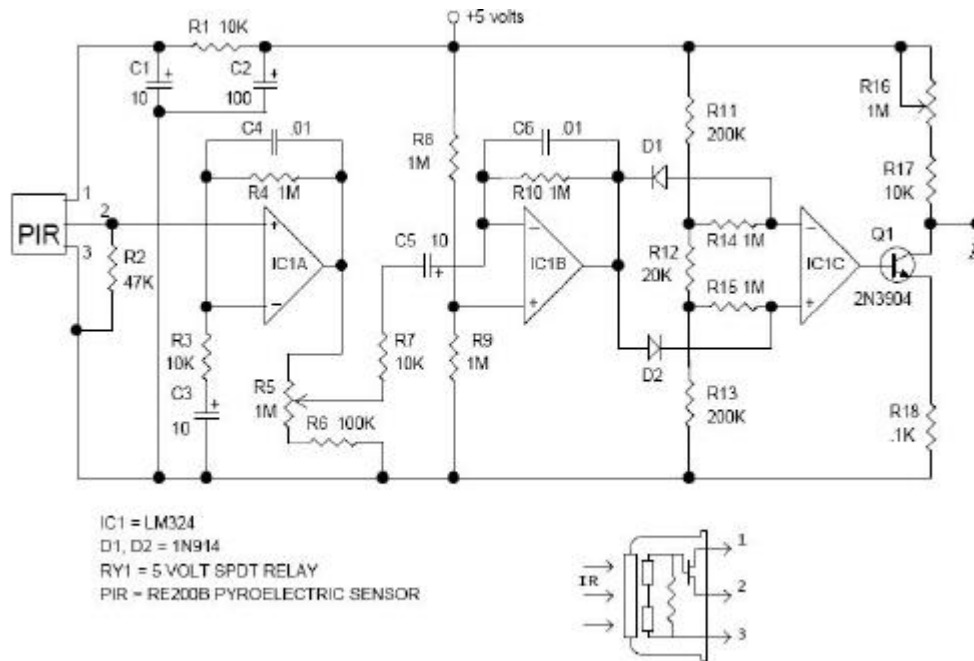 +5 volts
R1 10K
C1
10
C2
100
C4 .01
R4 1M
1
PIR
2
3
R2
47K
IC1A
+
−
R3
10K
C3
10
R5
1M
R6 100K
R7
10K
C5 10
R8
1M
C6 .01
R10 1M
−
+
IC1B
R9
1M
D1
D2
R11
200K
R12
20K
R13
200K
R14 1M
R15 1M
−
+
IC1C
R16
1M
R17
10K
Q1
2N3904
R18
.1K
IC1 = LM324
D1, D2 = 1N914
RY1 = 5 VOLT SPDT RELAY
PIR = RE200B PYROELECTRIC SENSOR
IR
1
2
3